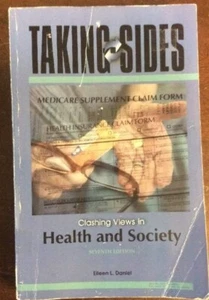 TAKING SIDES
MEDICARE SUPPLEMENT CLAIM FORM:
Clashing Views in
Health and Society
SEVENTH EDITION
Eileen L. Daniel